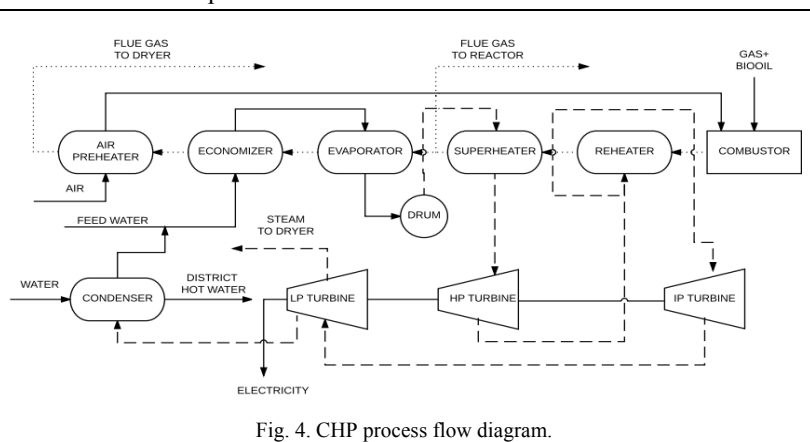 FLUE GAS
TO DRYER
FLUE GAS
TO REACTOR
GAS+
BIOOIL
AIR
PREHEATER
ECONOMIZER
EVAPORATOR
SUPERHEATER
REHEATER
COMBUSTOR
AIR
FEED WATER
DRUM
STEAM
TO DRYER
WATER
CONDENSER
DISTRICT
HOT WATER
LP TURBINE
HP TURBINE
IP TURBINE
ELECTRICITY
Fig. 4. CHP process flow diagram.